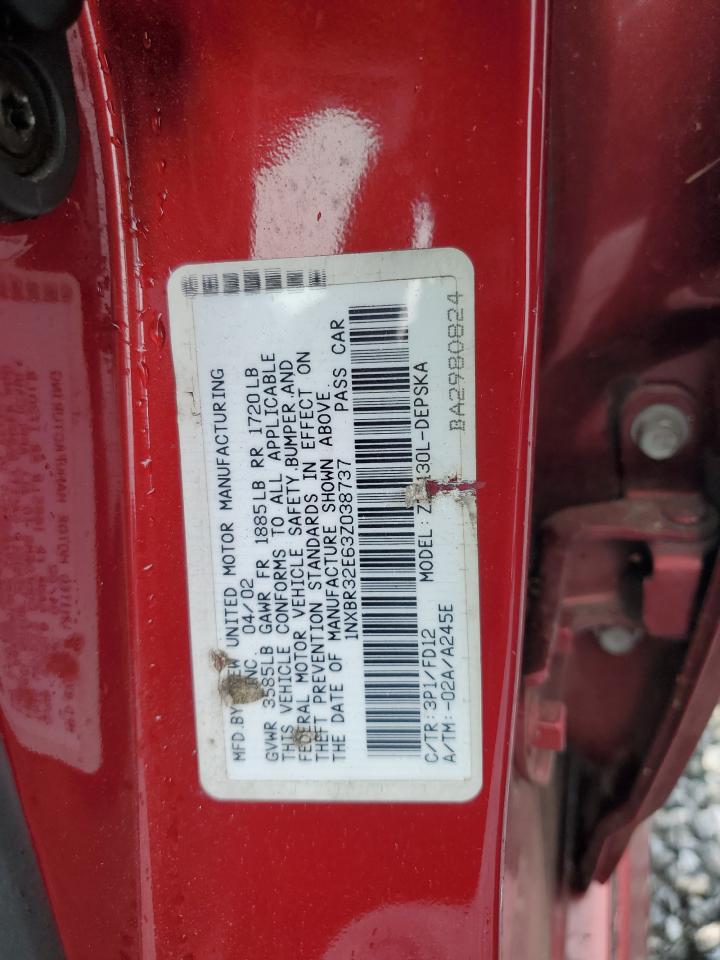 MFD.BY NEW UNITED MOTOR MANUFACTURING
INC. 04/02
GVWR 3585LB GAWR FR 1885LB RR 1720LB
THIS VEHICLE CONFORMS TO ALL APPLICABLE
FEDERAL MOTOR VEHICLE SAFETY,BUMPER,AND
THEFT PREVENTION STANDARDS IN EFFECT ON
THE DATE OF MANUFACTURE SHOWN ABOVE
1NXBR32E63Z038737 PASS CAR
C/TR:3P1/FD12 MODEL:
A/TM:-02A/A245E
BA2980824